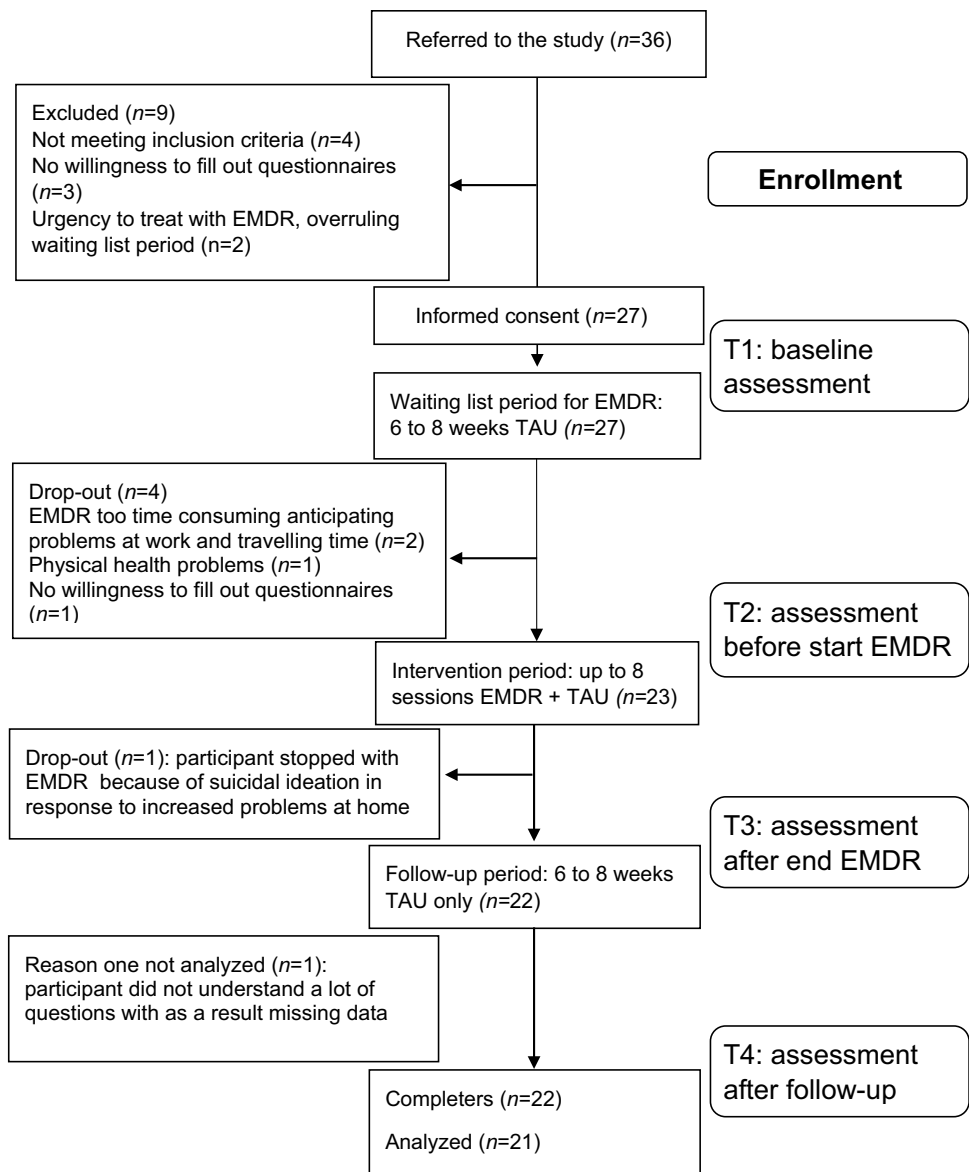 Referred to the study (n=36)
Excluded (n=9)
Not meeting inclusion criteria (n=4)
No willingness to fill out questionnaires
(n=3)
Urgency to treat with EMDR, overruling
waiting list period (n=2)
Enrollment
Informed consent (n=27)
T1: baseline
assessment
Waiting list period for EMDR:
6 to 8 weeks TAU (n=27)
Drop-out (n=4)
EMDR too time consuming anticipating
problems at work and travelling time (n=2)
Physical health problems (n=1)
No willingness to fill out questionnaires
(n=1)
T2: assessment
before start EMDR
Intervention period: up to 8
sessions EMDR + TAU (n=23)
Drop-out (n=1): participant stopped with
EMDR because of suicidal ideation in
response to increased problems at home
T3: assessment
after end EMDR
Follow-up period: 6 to 8 weeks
TAU only (n=22)
Reason one not analyzed (n=1):
participant did not understand a lot of
questions with as a result missing data
T4: assessment
after follow-up
Completers (n=22)
Analyzed (n=21)